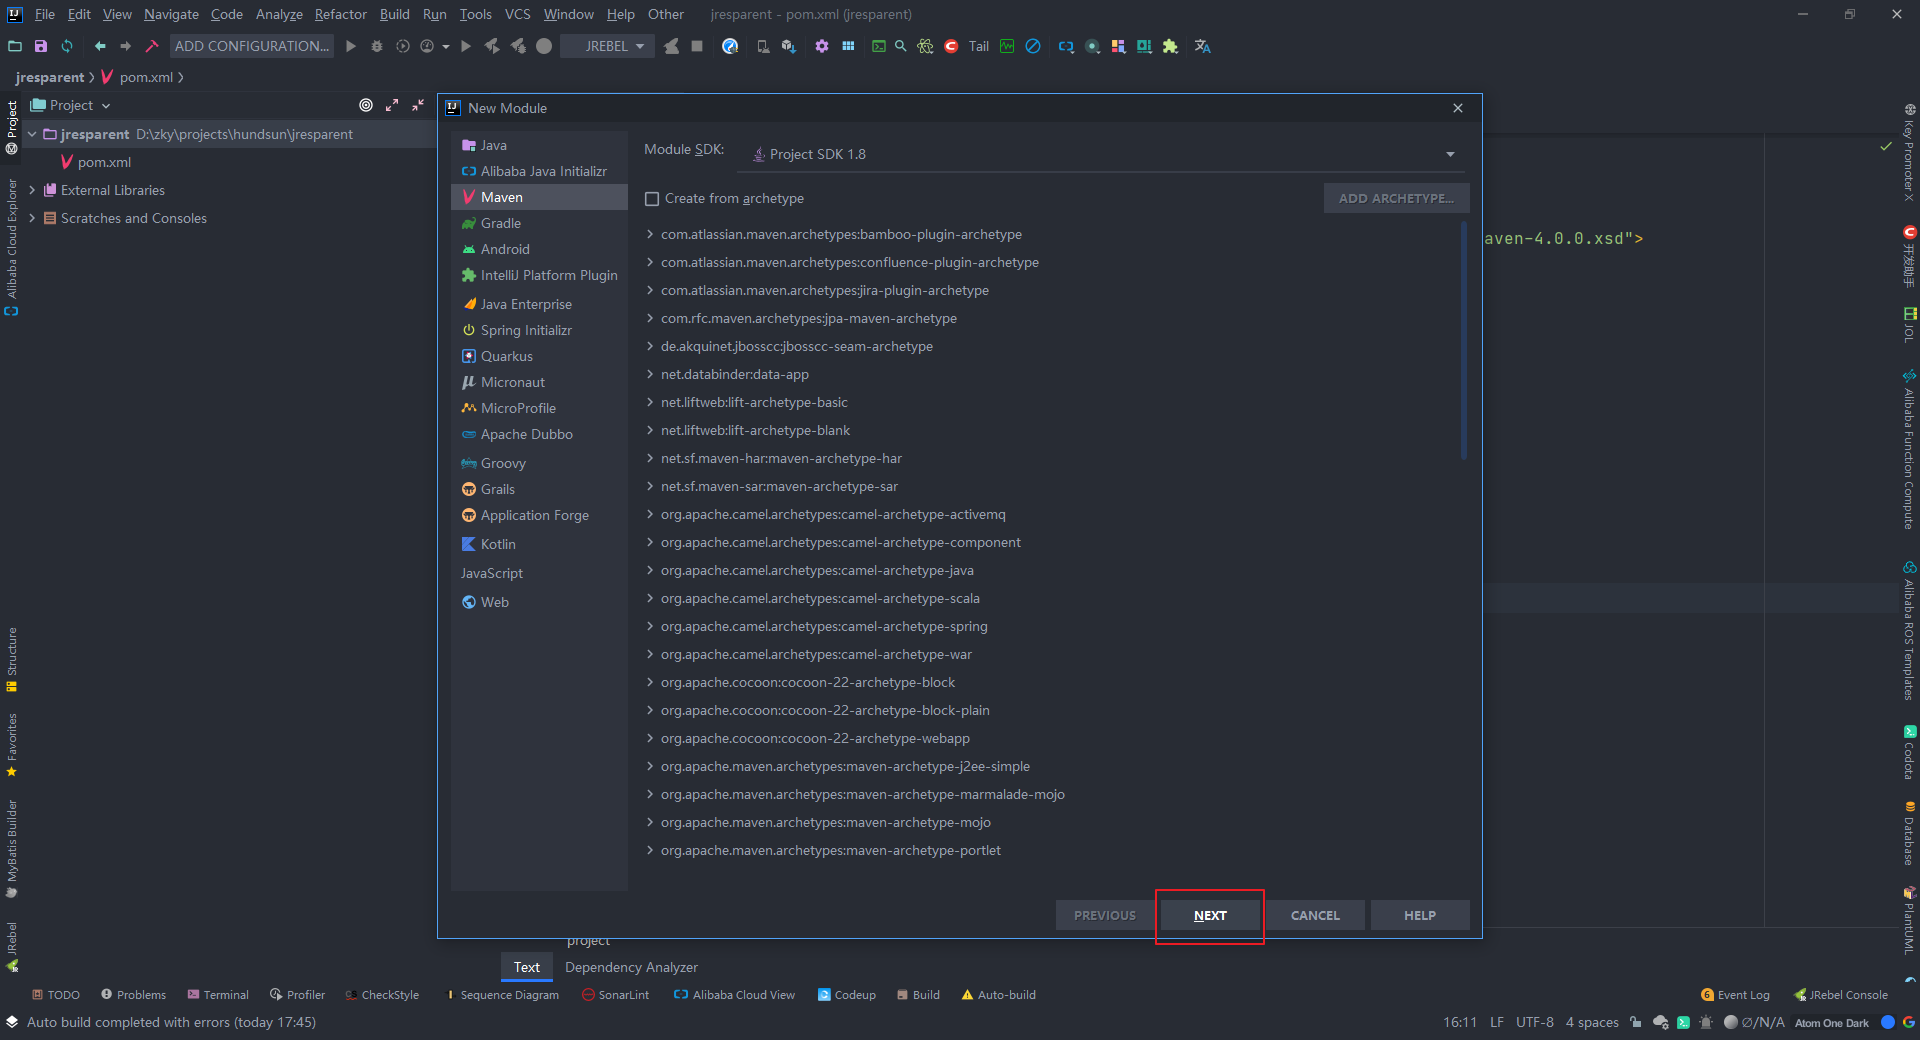 File Edit View Navigate Code Analyze Refactor Build Run Tools VCS Window Help Other jresparent - pom.xml (jresparent)
ADD CONFIGURATION... JREBEL Tail
jresparent pom.xml
Project
jresparent D:\zky\projects\hundsun\jresparent
pom.xml
External Libraries
Scratches and Consoles
Project
Alibaba Cloud Explorer
Structure
Favorites
MyBatis Builder
JRebel
New Module
Java
Alibaba Java Initializr
Maven
Gradle
Android
IntelliJ Platform Plugin
Java Enterprise
Spring Initializr
Quarkus
Micronaut
MicroProfile
Apache Dubbo
Groovy
Grails
Application Forge
Kotlin
JavaScript
Web
Module SDK: Project SDK 1.8
Create from archetype ADD ARCHETYPE...
com.atlassian.maven.archetypes:bamboo-plugin-archetype
com.atlassian.maven.archetypes:confluence-plugin-archetype
com.atlassian.maven.archetypes:jira-plugin-archetype
com.rfc.maven.archetypes:jpa-maven-archetype
de.akquinet.jbosscc:jbosscc-seam-archetype
net.databinder:data-app
net.liftweb:lift-archetype-basic
net.liftweb:lift-archetype-blank
net.sf.maven-har:maven-archetype-har
net.sf.maven-sar:maven-archetype-sar
org.apache.camel.archetypes:camel-archetype-activemq
org.apache.camel.archetypes:camel-archetype-component
org.apache.camel.archetypes:camel-archetype-java
org.apache.camel.archetypes:camel-archetype-scala
org.apache.camel.archetypes:camel-archetype-spring
org.apache.camel.archetypes:camel-archetype-war
org.apache.cocoon:cocoon-22-archetype-block
org.apache.cocoon:cocoon-22-archetype-block-plain
org.apache.cocoon:cocoon-22-archetype-webapp
org.apache.maven.archetypes:maven-archetype-j2ee-simple
org.apache.maven.archetypes:maven-archetype-marmalade-mojo
org.apache.maven.archetypes:maven-archetype-mojo
org.apache.maven.archetypes:maven-archetype-portlet
PREVIOUS NEXT CANCEL HELP
aven-4.0.0.xsd">
Key Promoter X
开发助手
JOL
Alibaba Function Compute
Alibaba ROS Templates
Codota
Database
PlantUML
project
Text Dependency Analyzer
TODO Problems Terminal Profiler CheckStyle Sequence Diagram SonarLint Alibaba Cloud View Codeup Build Auto-build 6 Event Log JRebel Console
Auto build completed with errors (today 17:45) 16:11 LF UTF-8 4 spaces Ø/N/A Atom One Dark